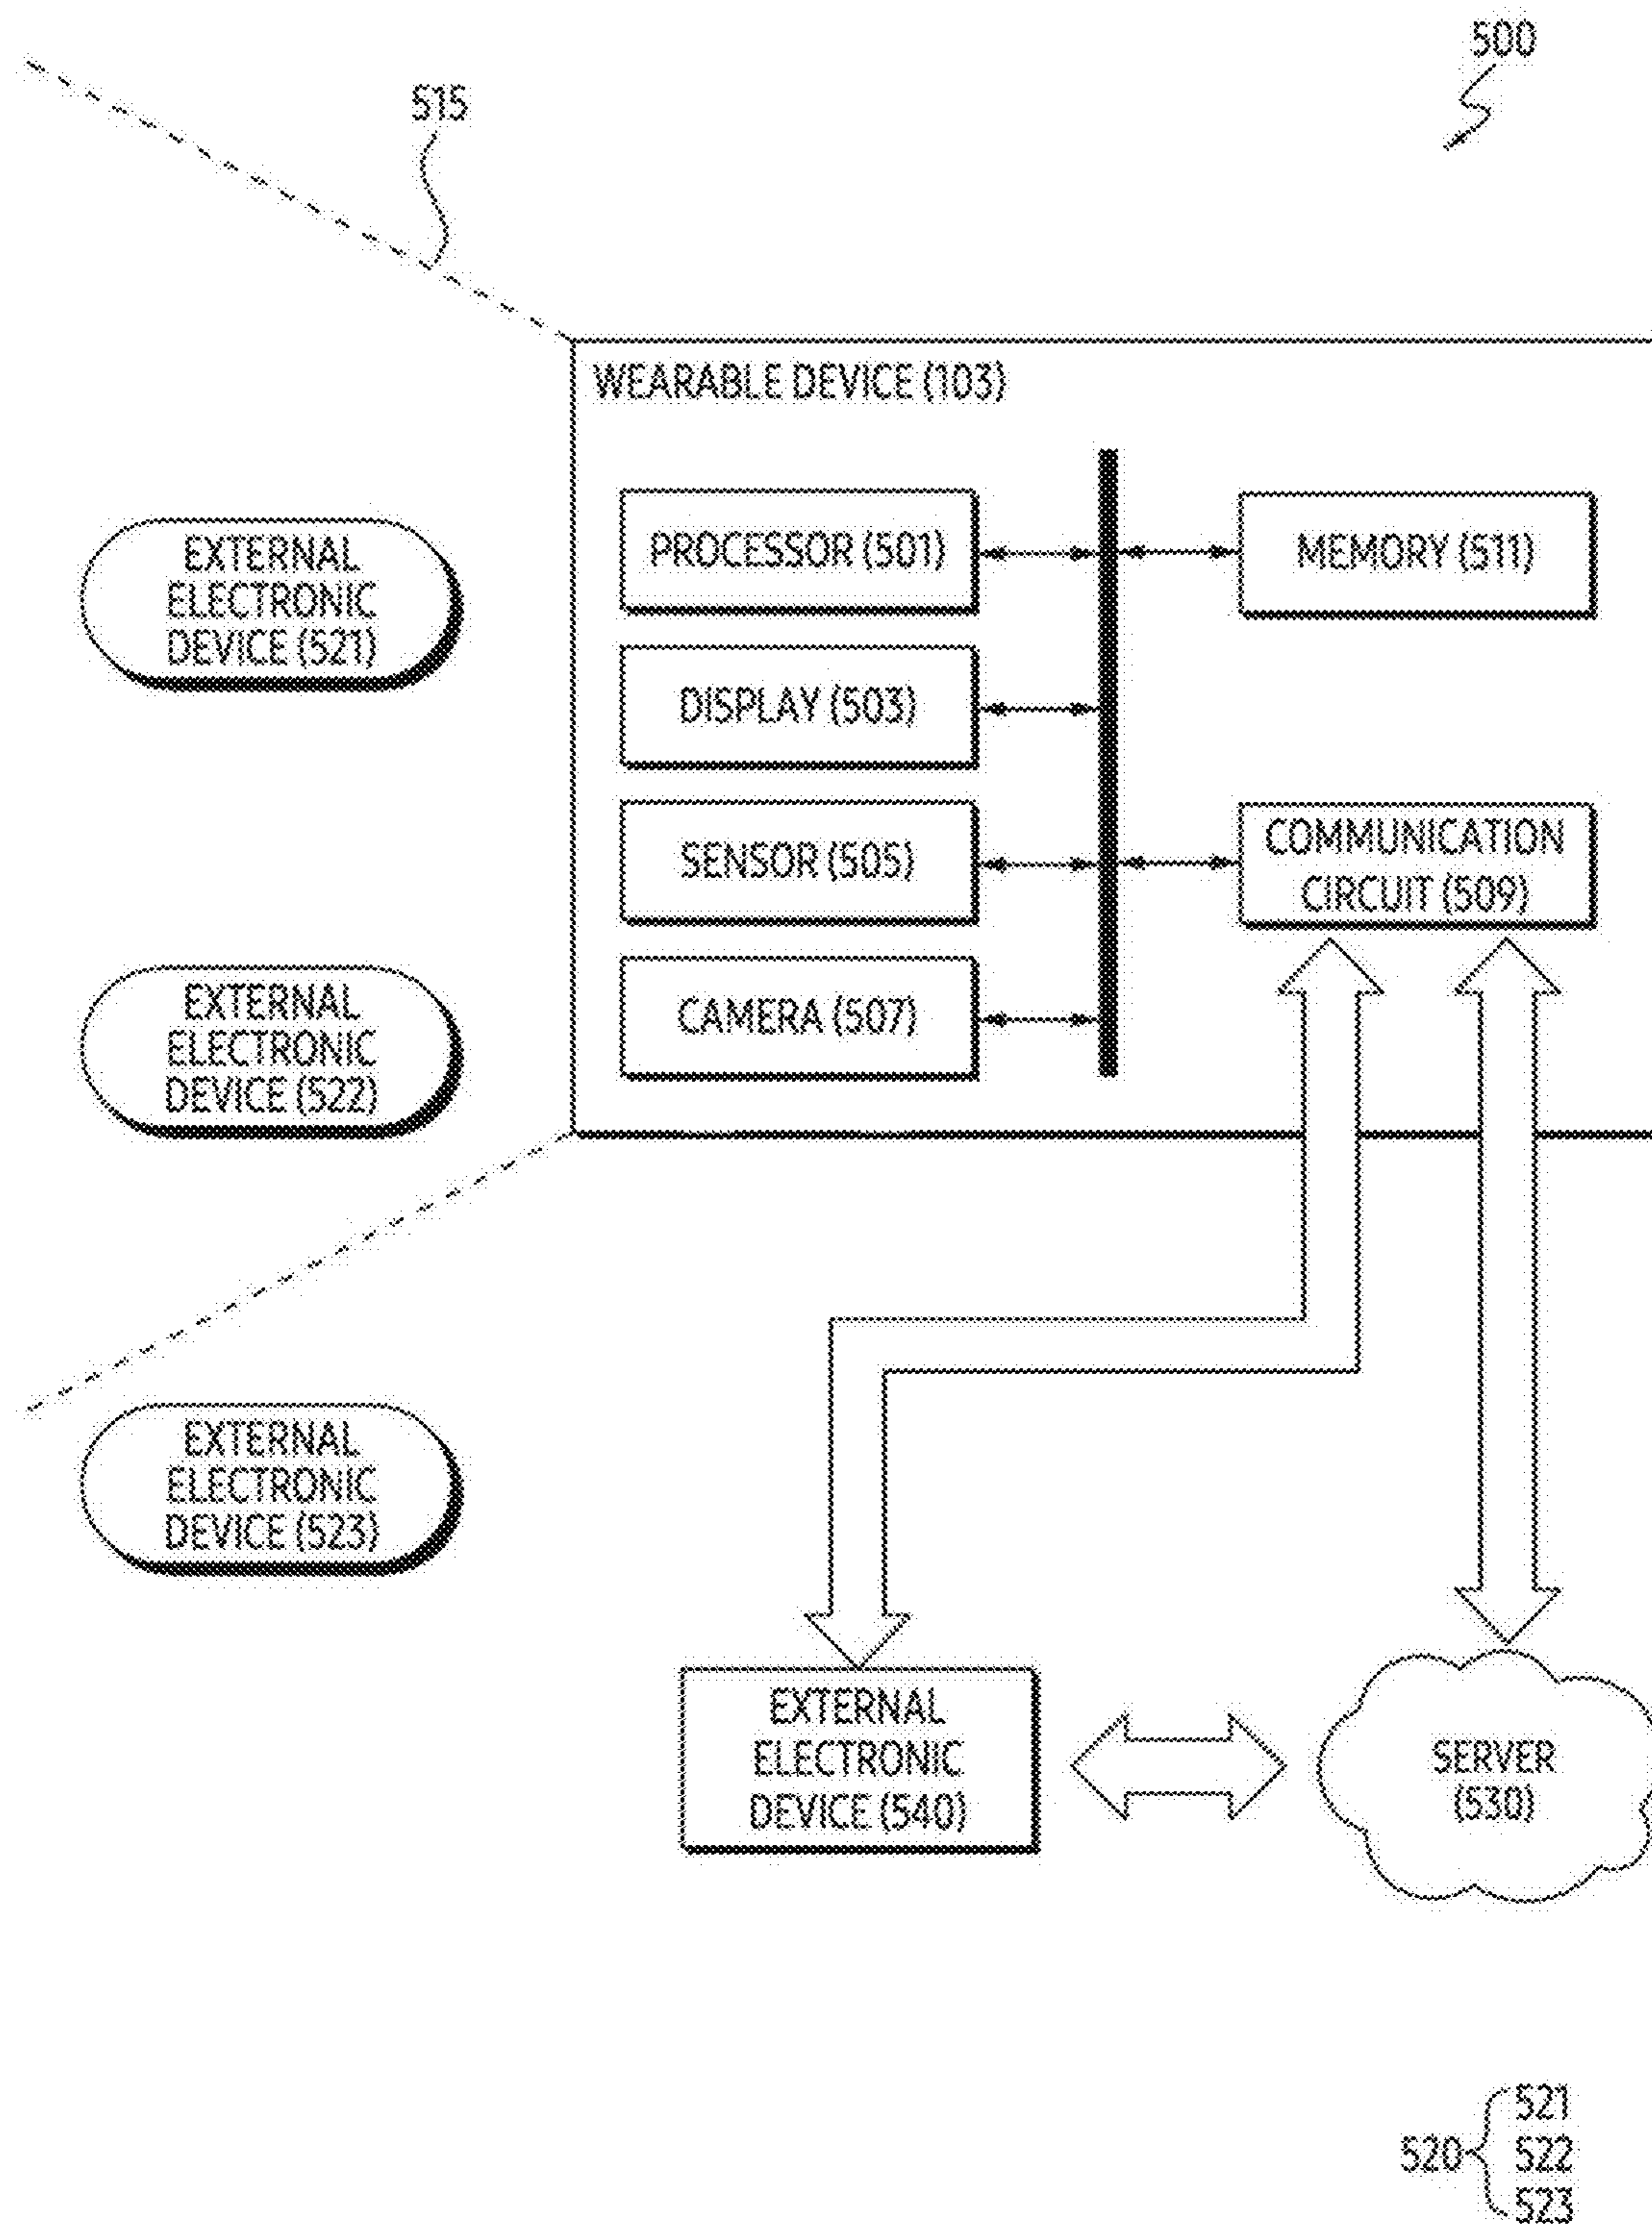 500
515
WEARABLE DEVICE (103)
PROCESSOR (501)
MEMORY (511)
EXTERNAL
ELECTRONIC
DEVICE (521)
DISPLAY (503)
SENSOR (505)
COMMUNICATION
CIRCUIT (509)
EXTERNAL
ELECTRONIC
DEVICE (522)
CAMERA (507)
EXTERNAL
ELECTRONIC
DEVICE (523)
EXTERNAL
ELECTRONIC
DEVICE (540)
SERVER
(530)
520
521
522
523